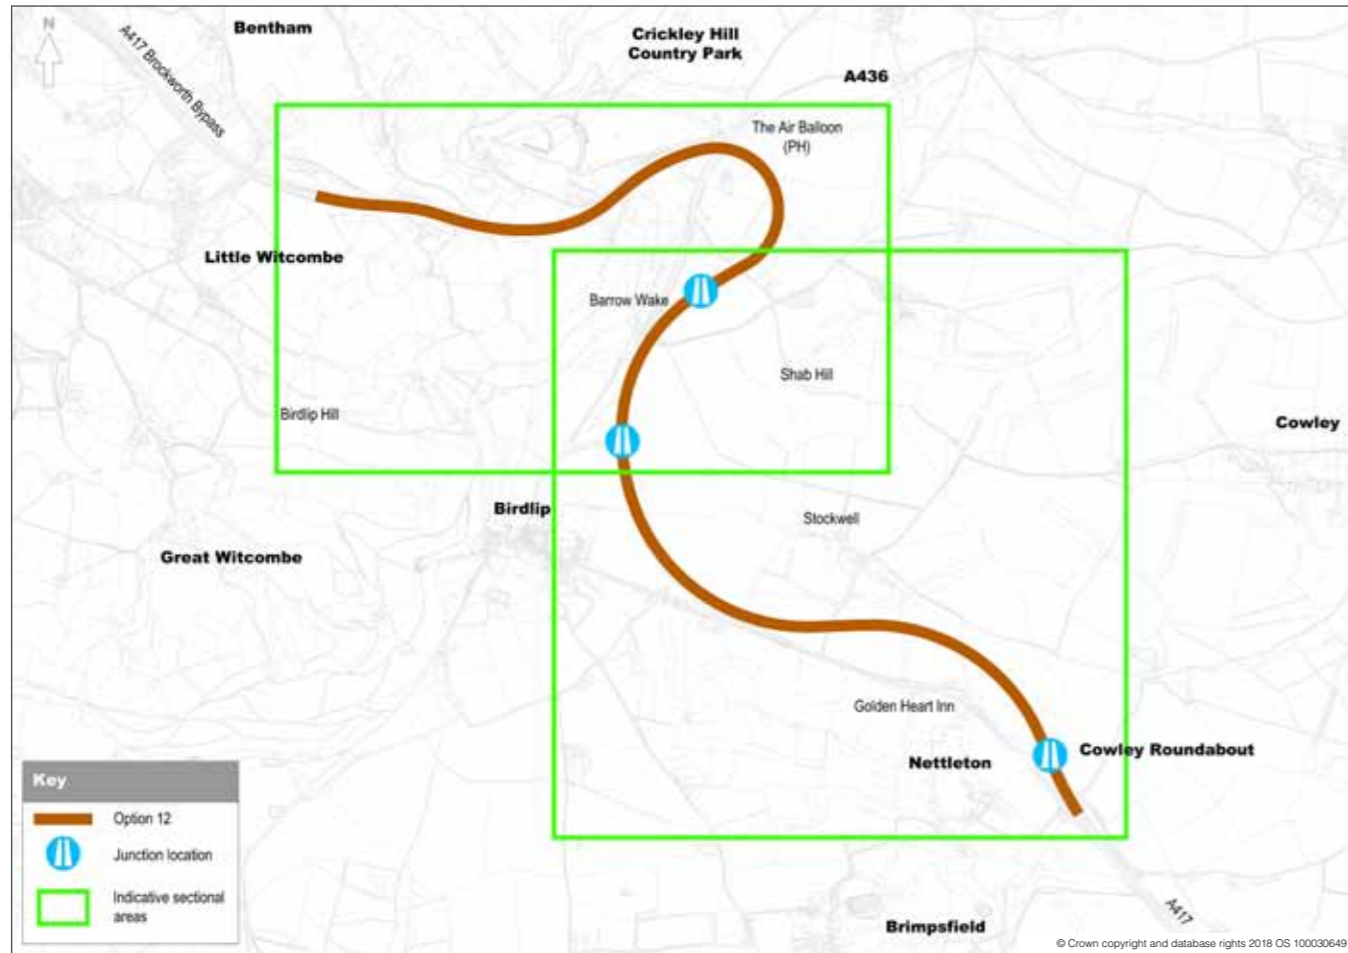 N
A417 Brockworth Bypass
Bentham
Crickley Hill
Country Park
A436
The Air Balloon
(PH)
Little Witcombe
Barrow Wake
Shab Hill
Birdlip Hill
Cowley
Birdlip
Stockwell
Great Witcombe
Golden Heart Inn
Nettleton
Cowley Roundabout
Key
Option 12
Junction location
Indicative sectional
areas
A417
Brimpsfield
© Crown copyright and database rights 2018 OS 100030649